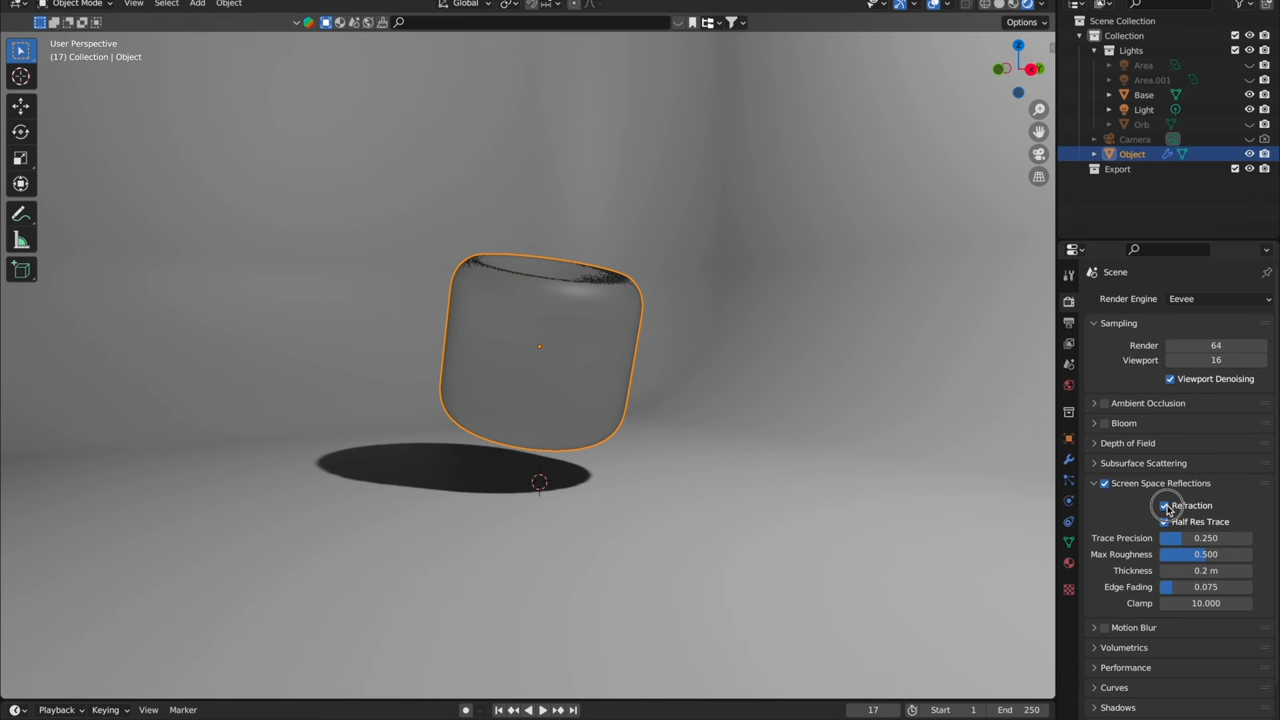 Object Mode View Select Add Object Global
Options
User Perspective
(17) Collection | Object
Z
Y
Scene Collection
Collection
Lights
Area
Area.001
Base
Light
Orb
Camera
Object
Export
Scene
Render Engine Eevee
Sampling
Render 64
Viewport 16
Viewport Denoising
Ambient Occlusion
Bloom
Depth of Field
Subsurface Scattering
Screen Space Reflections
Refraction
Half Res Trace
Trace Precision 0.250
Max Roughness 0.500
Thickness 0.2 m
Edge Fading 0.075
Clamp 10.000
Motion Blur
Volumetrics
Performance
Curves
Shadows
Playback Keying View Marker 17 Start 1 End 250